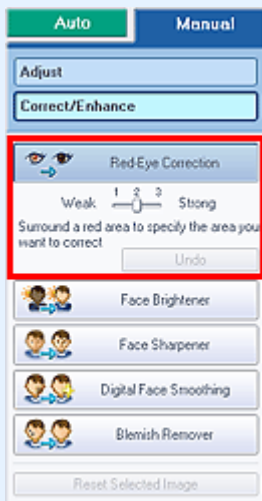 Auto Manual
Adjust
Correct/Enhance
Red-Eye Correction
1 2 3
Weak Strong
Surround a red area to specify the area you
want to correct
Undo
Face Brightener
Face Sharpener
Digital Face Smoothing
Blemish Remover
Reset Selected Image